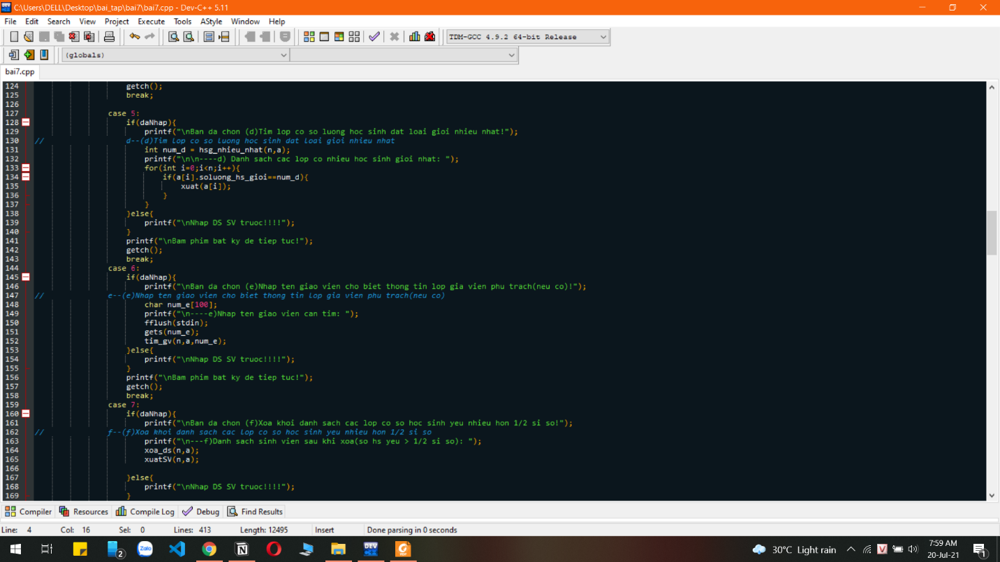 C:\Users\DELL\Desktop\bai_tap\bai7\bai7.cpp - Dev-C++ 5.11
File Edit Search View Project Execute Tools AStyle Window Help
TDM-GCC 4.9.2 64-bit Release
(globals)
bai7.cpp
124 getch();
125 break;
126
127 case 5:
128 if(daNhap){
129 printf("\nBan da chon (d)Tim lop co so luong hoc sinh dat loai gioi nhieu nhat!");
130 // d--(d)Tim lop co so luong hoc sinh dat loai gioi nhieu nhat
131 int num_d = hsg_nhieu_nhat(n,a);
132 printf("\n\n----d) Danh sach cac lop co nhieu hoc sinh gioi nhat: ");
133 for(int i=0;i<n;i++){
134 if(a[i].soluong_hs_gioi==num_d){
135 xuat(a[i]);
136 }
137 }
138 }else{
139 printf("\nNhap DS SV truoc!!!!");
140 }
141 printf("\nBam phim bat ky de tiep tuc!");
142 getch();
143 break;
144 case 6:
145 if(daNhap){
146 printf("\nBan da chon (e)Nhap ten giao vien cho biet thong tin lop gia vien phu trach(neu co)!");
147 // e--(e)Nhap ten giao vien cho biet thong tin lop gia vien phu trach(neu co)
148 char num_e[100];
149 printf("\n----e)Nhap ten giao vien can tim: ");
150 fflush(stdin);
151 gets(num_e);
152 tim_gv(n,a,num_e);
153 }else{
154 printf("\nNhap DS SV truoc!!!!");
155 }
156 printf("\nBam phim bat ky de tiep tuc!");
157 getch();
158 break;
159 case 7:
160 if(daNhap){
161 printf("\nBan da chon (f)Xoa khoi danh sach cac lop co so hoc sinh yeu nhieu hon 1/2 si so!");
162 // f--(f)Xoa khoi danh sach cac lop co so hoc sinh yeu nhieu hon 1/2 si so
163 printf("\n---f)Danh sach sinh vien sau khi xoa(so hs yeu > 1/2 si so): ");
164 xoa_ds(n,a);
165 xuatSV(n,a);
166
167 }else{
168 printf("\nNhap DS SV truoc!!!!");
169 }
Compiler Resources Compile Log Debug Find Results
Line: 4 Col: 16 Sel: 0 Lines: 413 Length: 12495 Insert Done parsing in 0 seconds
2 Zalo DEV PDF 30°C Light rain V 7:59 AM 1
20-Jul-21